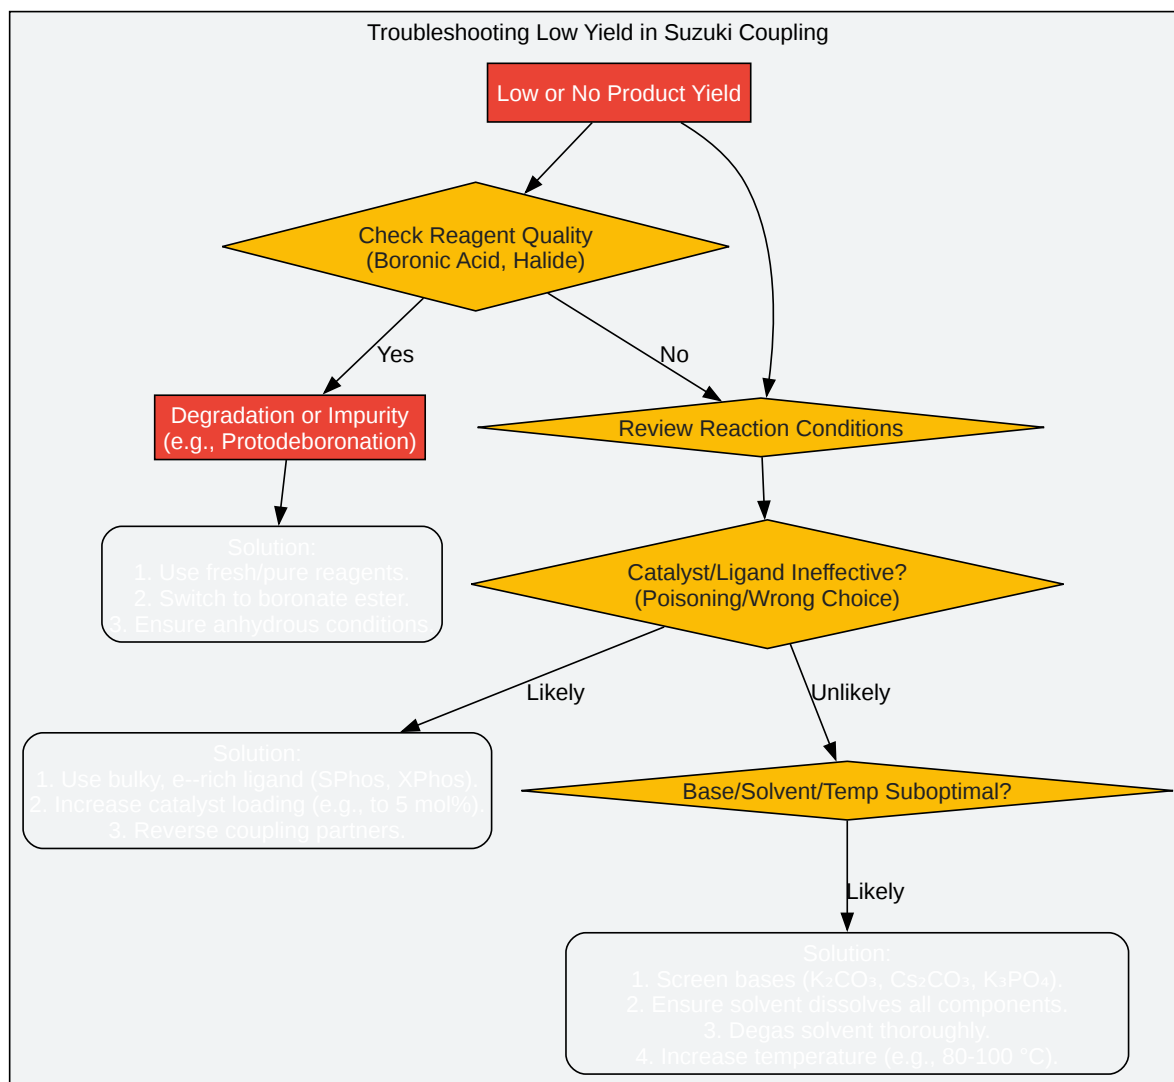 Troubleshooting Low Yield in Suzuki Coupling
Low or No Product Yield
Check Reagent Quality
(Boronic Acid, Halide)
Yes
No
Degradation or Impurity
(e.g., Protodeboronation)
Review Reaction Conditions
Solution:
1. Use fresh/pure reagents.
2. Switch to boronate ester.
3. Ensure anhydrous conditions.
Catalyst/Ligand Ineffective?
(Poisoning/Wrong Choice)
Likely
Unlikely
Solution:
1. Use bulky, e--rich ligand (SPhos, XPhos).
2. Increase catalyst loading (e.g., to 5 mol%).
3. Reverse coupling partners.
Base/Solvent/Temp Suboptimal?
Likely
Solution:
1. Screen bases (K₂CO₃, Cs₂CO₃, K₃PO₄).
2. Ensure solvent dissolves all components.
3. Degas solvent thoroughly.
4. Increase temperature (e.g., 80-100 °C).